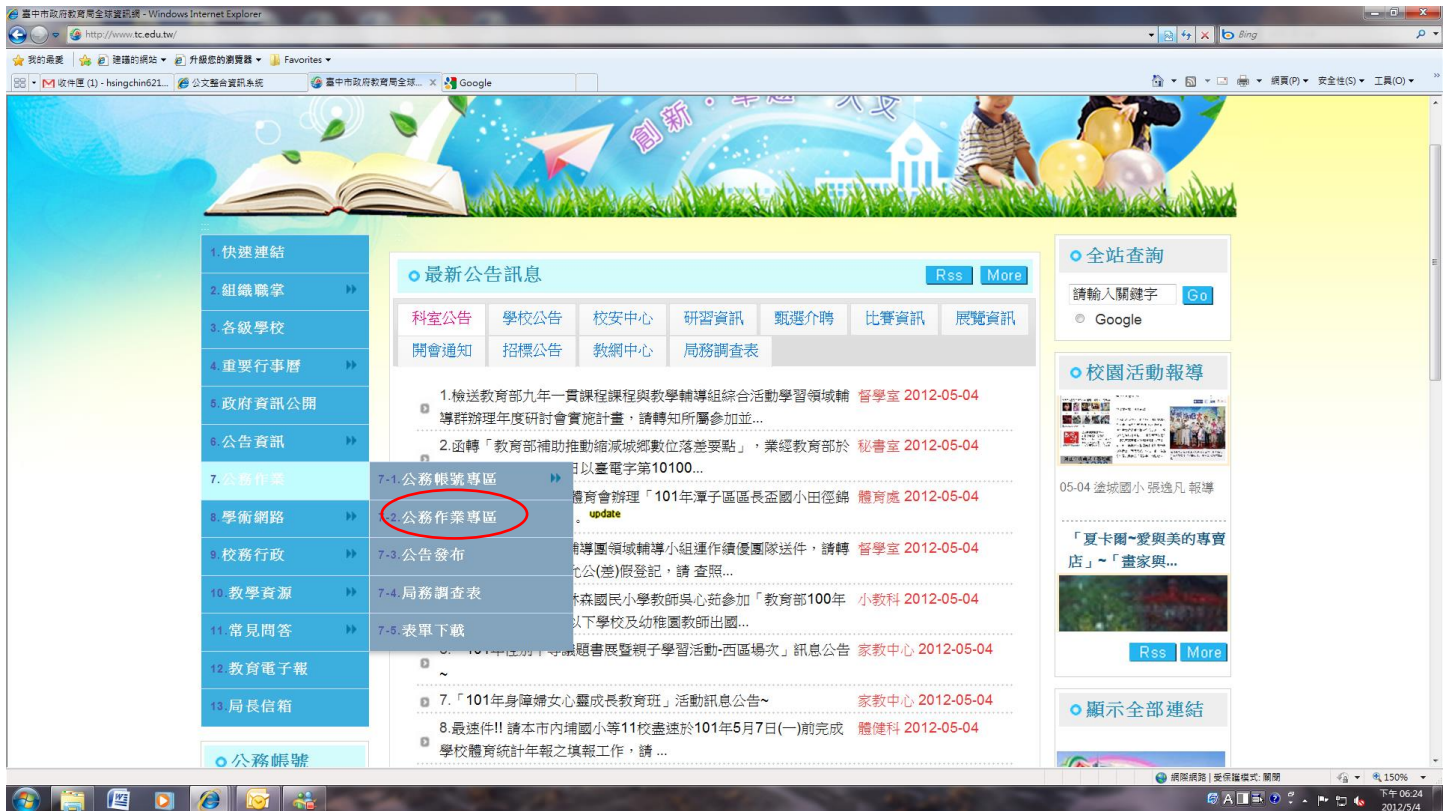 臺中市政府教育局全球資訊網 - Windows Internet Explorer
http://www.tc.edu.tw/
Bing
我的最愛 建議的網站 升級您的瀏覽器 Favorites
收件匣 (1) - hsingchin621... 公文整合資訊系統 臺中市政府教育局全球... X Google
網頁(P) 安全性(S) 工具(O)
創新・卓越・人文
1.快速連結
2.組織職掌
3.各級學校
4.重要行事曆
5.政府資訊公開
6.公告資訊
7.公務作業
8.學術網路
9.校務行政
10.教學資源
11.常見問答
12.教育電子報
13.局長信箱
公務帳號
7-1.公務帳號專區
7-2.公務作業專區
7-3.公告發布
7-4.局務調查表
7-5.表單下載
最新公告訊息 Rss More
科室公告 學校公告 校安中心 研習資訊 甄選介聘 比賽資訊 展覽資訊
開會通知 招標公告 教網中心 局務調查表
1.檢送教育部九年一貫課程課程與教學輔導組綜合活動學習領域輔 督學室 2012-05-04
導群辦理年度研討會實施計畫，請轉知所屬參加並...
2.函轉「教育部補助推動縮減城鄉數位落差要點」，業經教育部於 秘書室 2012-05-04
日以臺電字第10100...
體育會辦理「101年潭子區區長盃國小田徑錦 體育處 2012-05-04
。 update
輔導團領域輔導小組運作績優團隊送件，請轉 督學室 2012-05-04
公(差)假登記，請 查照...
林森國民小學教師吳心茹參加「教育部100年 小教科 2012-05-04
以下學校及幼稚園教師出國...
議題書展暨親子學習活動-西區場次」訊息公告 家教中心 2012-05-04
~
7.「101年身障婦女心靈成長教育班」活動訊息公告~ 家教中心 2012-05-04
8.最速件!! 請本市內埔國小等11校盡速於101年5月7日(一)前完成 體健科 2012-05-04
學校體育統計年報之填報工作，請 ...
全站查詢
請輸入關鍵字 Go
Google
校園活動報導
05-04 塗城國小 張逸凡 報導
「夏卡爾~愛與美的專賣
店」~「畫家與...
Rss More
顯示全部連結
網際網路 | 受保護模式: 關閉 150%
下午 06:24
2012/5/4